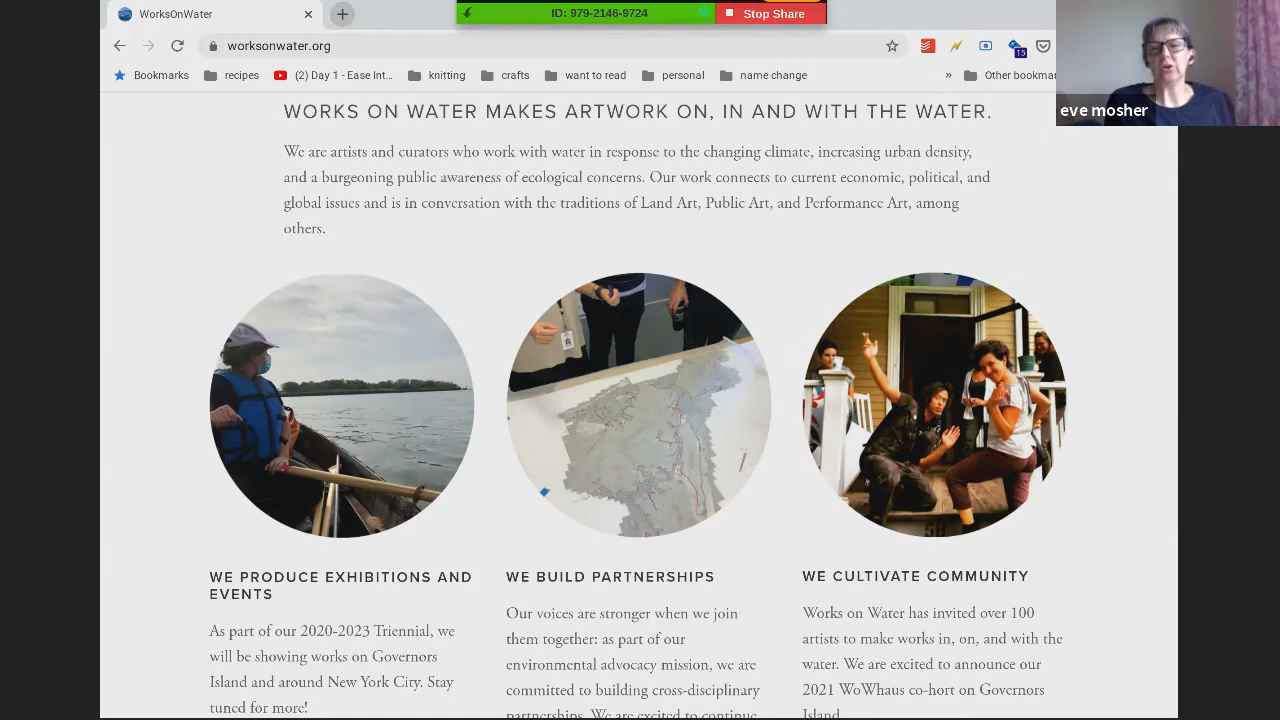 WorksOnWater
ID: 979-2146-9724
Stop Share
worksonwater.org
15
Bookmarks
recipes
(2) Day 1 - Ease Int...
knitting
crafts
want to read
personal
name change
»
Other bookmar
eve mosher
WORKS ON WATER MAKES ARTWORK ON, IN AND WITH THE WATER.
We are artists and curators who work with water in response to the changing climate, increasing urban density,
and a burgeoning public awareness of ecological concerns. Our work connects to current economic, political, and
global issues and is in conversation with the traditions of Land Art, Public Art, and Performance Art, among
others.
WE PRODUCE EXHIBITIONS AND
EVENTS
As part of our 2020-2023 Triennial, we
will be showing works on Governors
Island and around New York City. Stay
tuned for more!
WE BUILD PARTNERSHIPS
Our voices are stronger when we join
them together: as part of our
environmental advocacy mission, we are
committed to building cross-disciplinary
partnerships. We are excited to continue
WE CULTIVATE COMMUNITY
Works on Water has invited over 100
artists to make works in, on, and with the
water. We are excited to announce our
2021 WoWhaus co-hort on Governors
Island